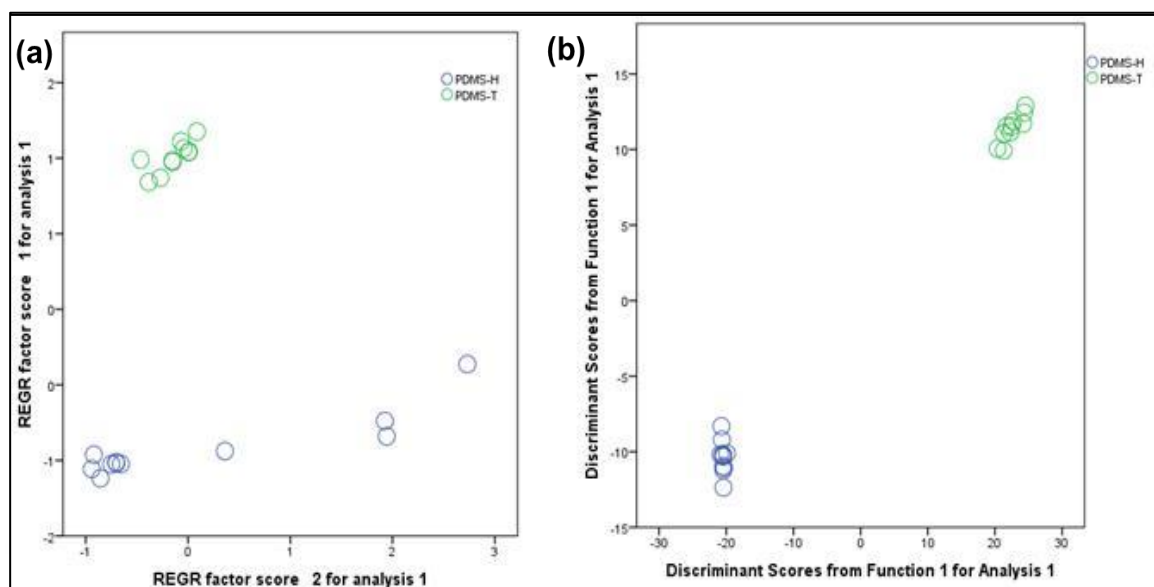 (a)
PDMS-H
PDMS-T
REGR factor score 1 for analysis 1
2
1
1
0
0
-1
-2
-1
0
1
2
3
REGR factor score 2 for analysis 1
(b)
PDMS-H
PDMS-T
Discriminant Scores from Function 1 for Analysis 1
15
10
5
0
-5
-10
-15
-30
-20
-10
0
10
20
30
Discriminant Scores from Function 1 for Analysis 1